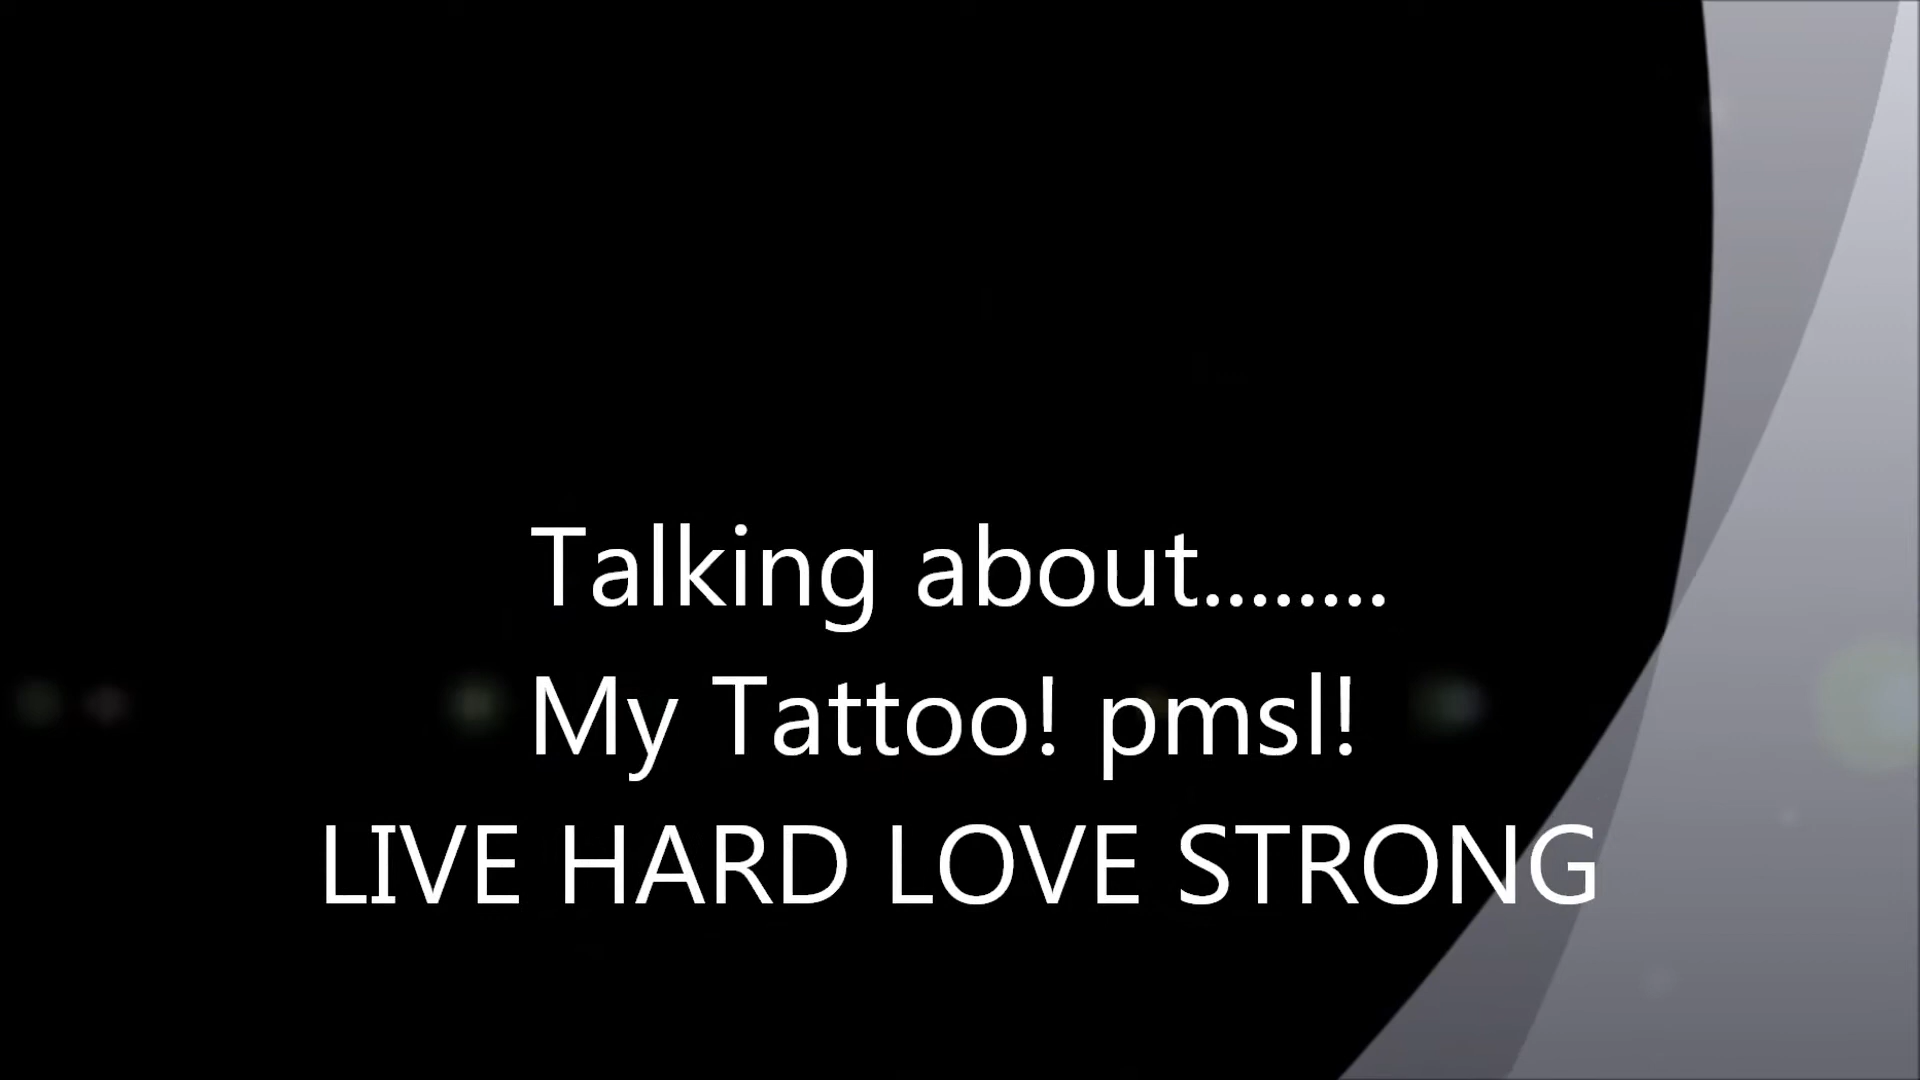 Talking about........
My Tattoo! pmsl!
LIVE HARD LOVE STRONG